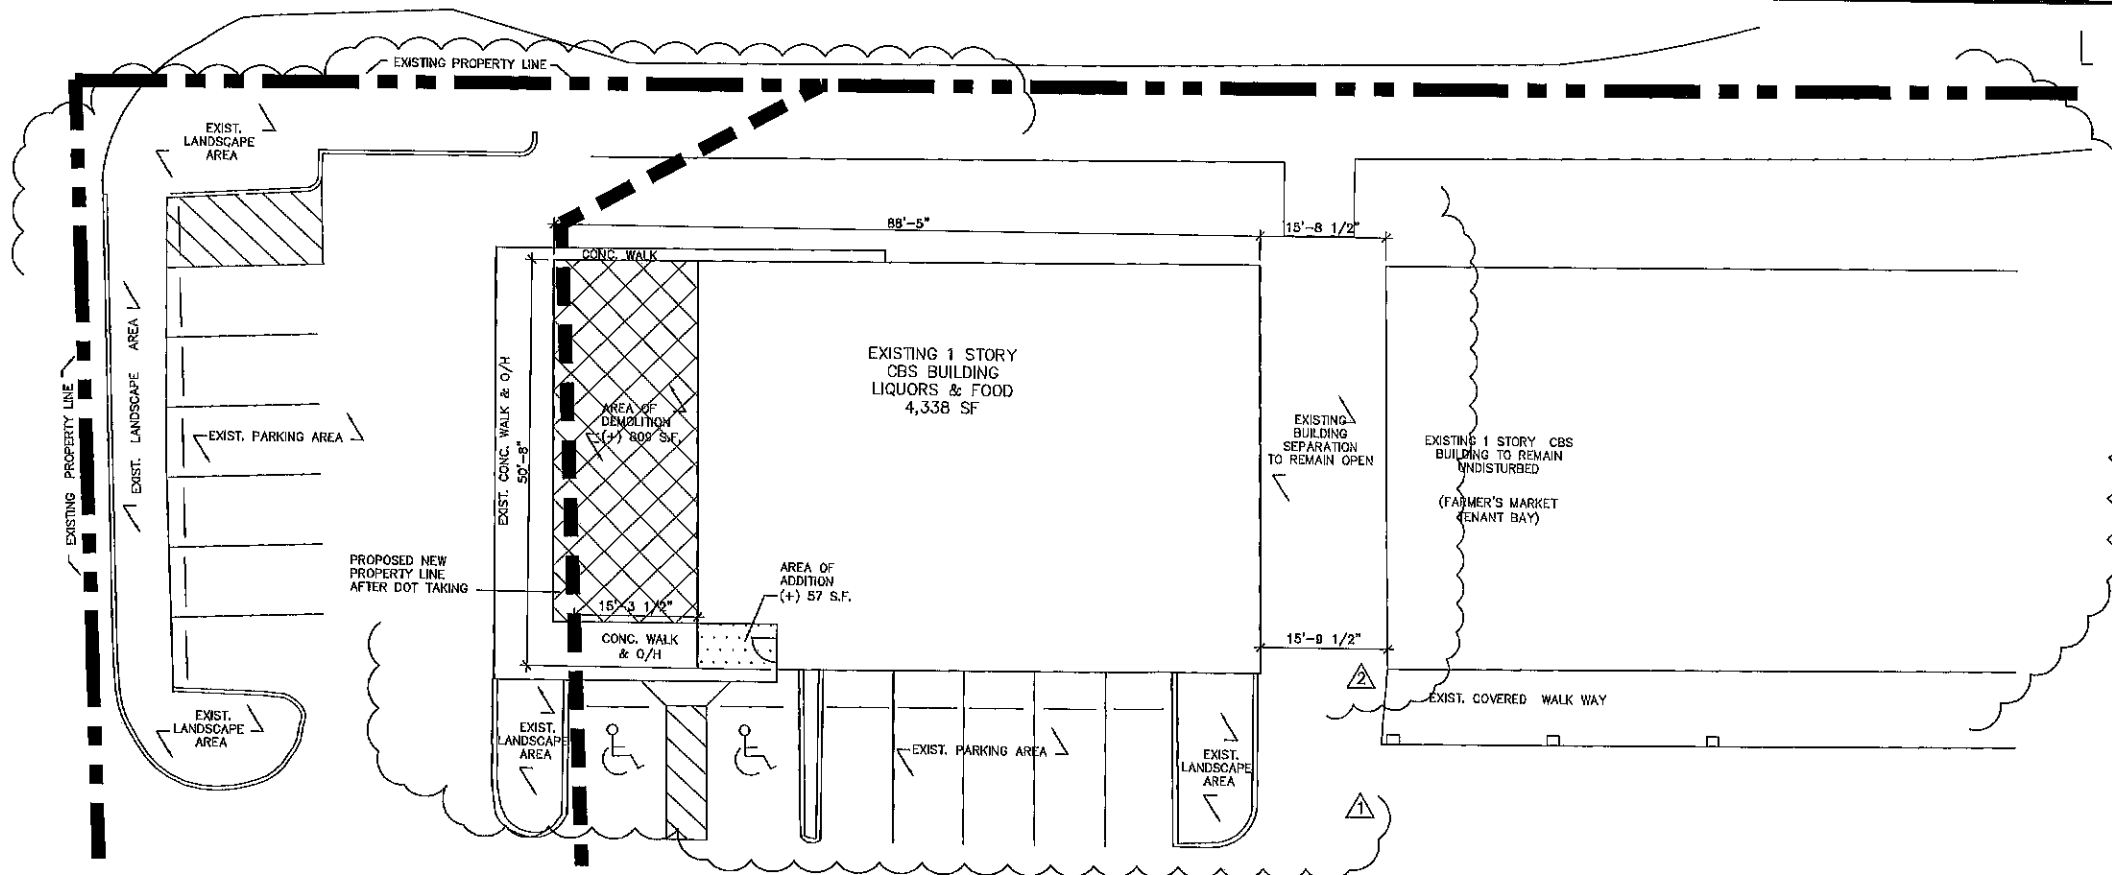 EXISTING PROPERTY LINE
L
EXIST.
LANDSCAPE
AREA
88'-5"
15'-8 1/2"
CONC. WALK
EXISTING PROPERTY LINE
EXIST. LANDSCAPE AREA
EXIST. PARKING AREA
EXIST. CONC. WALK & O/H
50'-8"
AREA OF
DEMOLITION
(+) 809 S.F.
EXISTING 1 STORY
CBS BUILDING
LIQUORS & FOOD
4,338 SF
EXISTING
BUILDING
SEPARATION
TO REMAIN OPEN
EXISTING 1 STORY CBS
BUILDING TO REMAIN
UNDISTURBED
(FARMER'S MARKET
TENANT BAY)
PROPOSED NEW
PROPERTY LINE
AFTER DOT TAKING
15'-3 1/2"
AREA OF
ADDITION
(+) 57 S.F.
CONC. WALK
& O/H
15'-9 1/2"
2
EXIST. COVERED WALK WAY
EXIST.
LANDSCAPE
AREA
EXIST.
LANDSCAPE
AREA
EXIST. PARKING AREA
EXIST.
LANDSCAPE
AREA
1